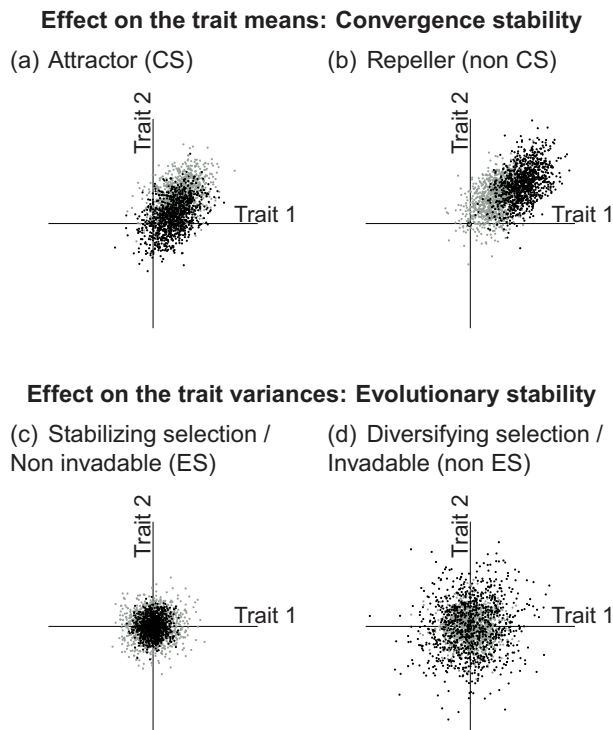 Effect on the trait means: Convergence stability
(a) Attractor (CS)
(b) Repeller (non CS)
Trait 2
Trait 1
Trait 2
Trait 1
Effect on the trait variances: Evolutionary stability
(c) Stabilizing selection /
Non invadable (ES)
(d) Diversifying selection /
Invadable (non ES)
Trait 2
Trait 1
Trait 2
Trait 1